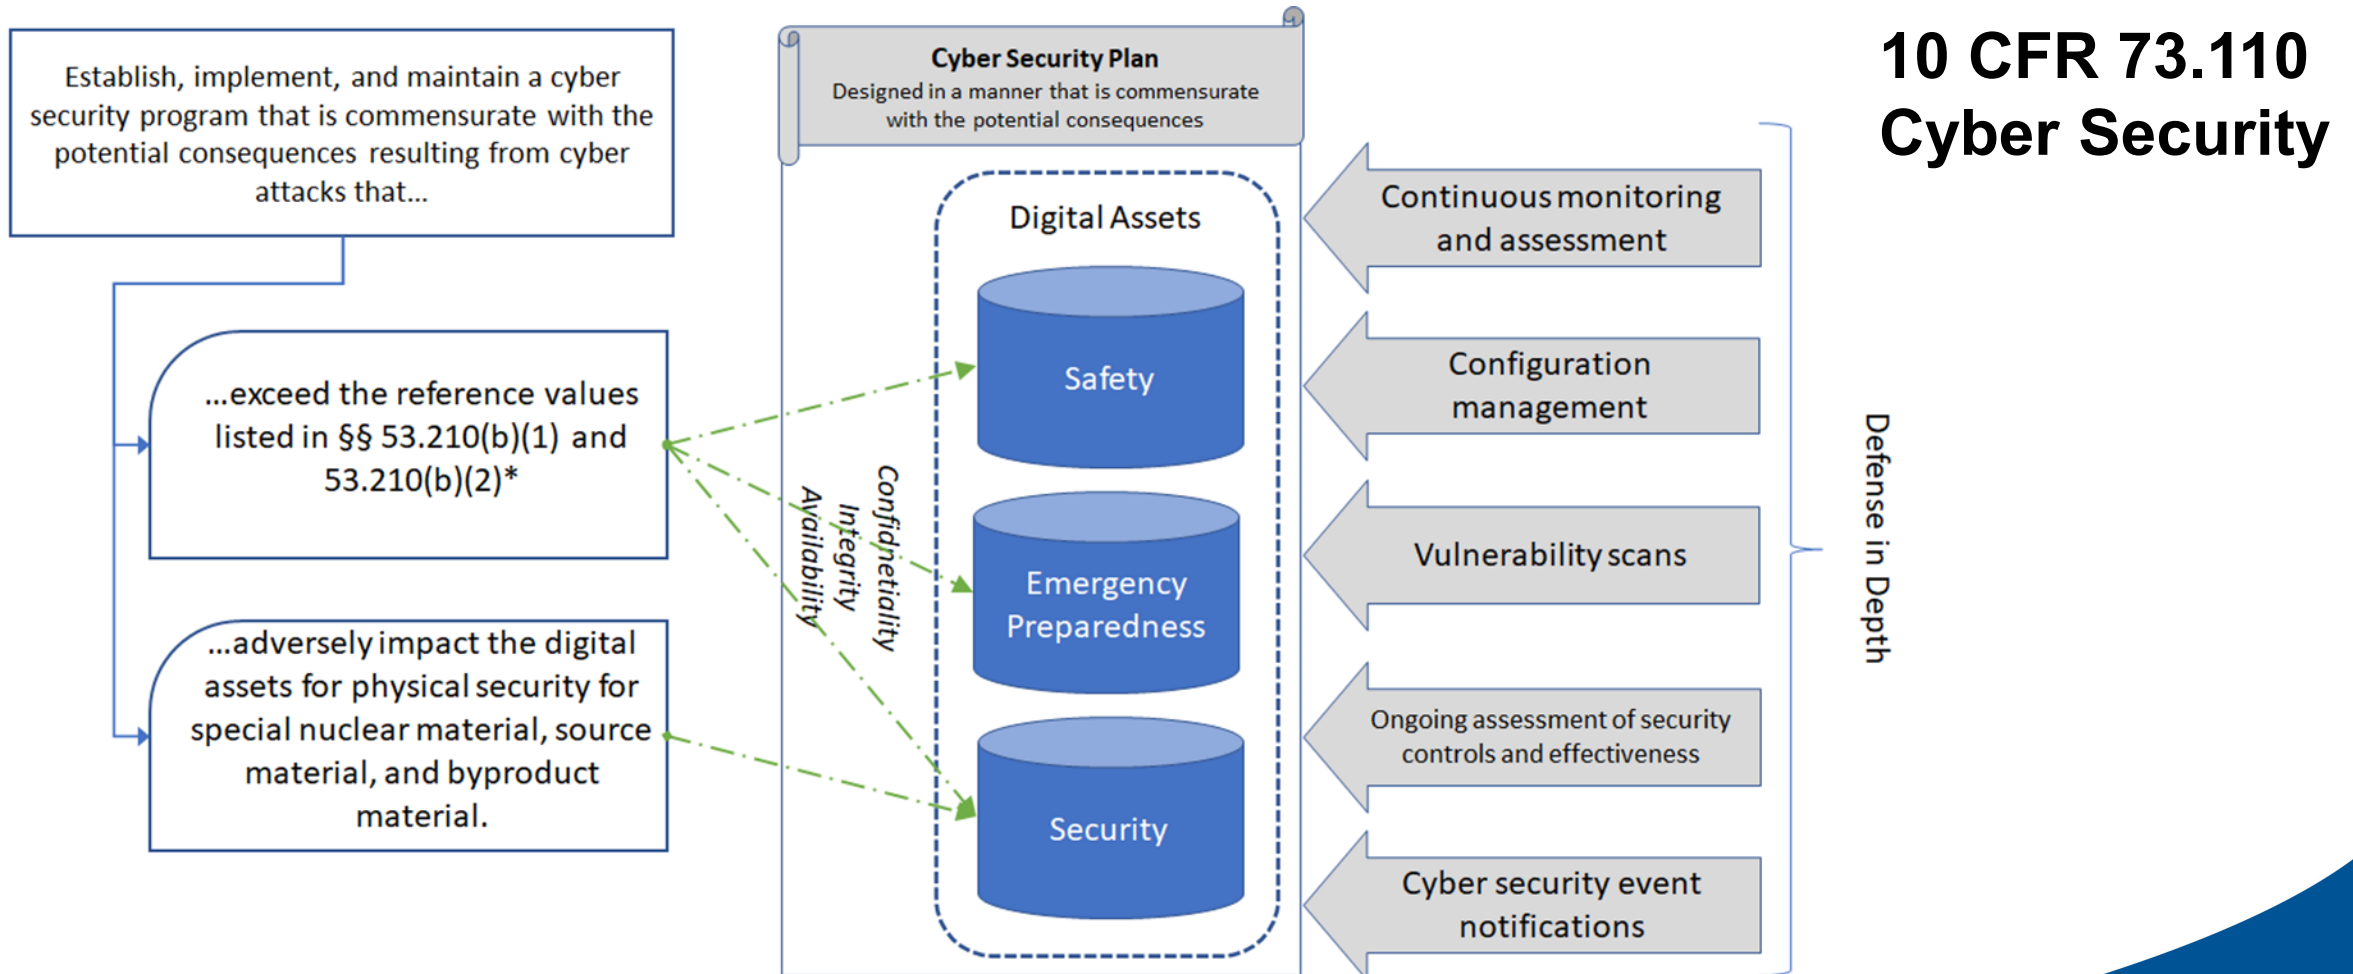 10 CFR 73.110
Cyber Security
Establish, implement, and maintain a cyber
security program that is commensurate with the
potential consequences resulting from cyber
attacks that...
...exceed the reference values
listed in §§ 53.210(b)(1) and
53.210(b)(2)*
...adversely impact the digital
assets for physical security for
special nuclear material, source
material, and byproduct
material.
Cyber Security Plan
Designed in a manner that is commensurate
with the potential consequences
Confidnetiality
Integrity
Availability
Digital Assets
Safety
Emergency
Preparedness
Security
Continuous monitoring
and assessment
Configuration
management
Vulnerability scans
Ongoing assessment of security
controls and effectiveness
Cyber security event
notifications
Defense in Depth